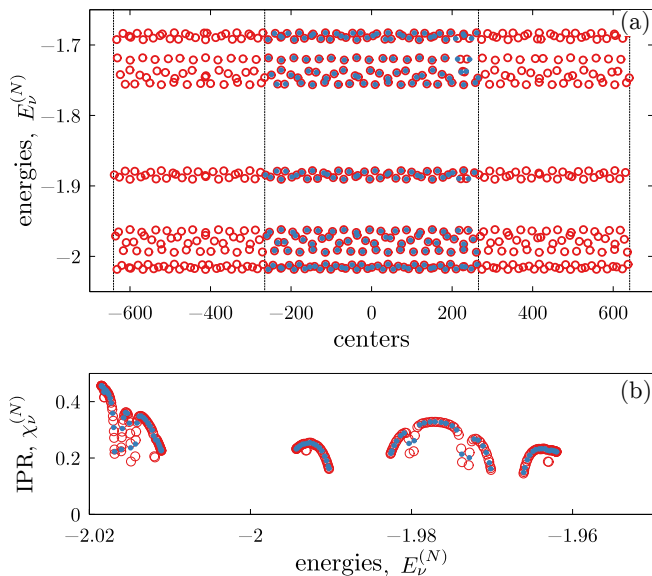 (a)
−1.7
−1.8
−1.9
−2
energies, E_ν^(N)
−600 −400 −200 0 200 400 600
centers
(b)
0.4
0.2
0
IPR, χ_ν^(N)
−2.02 −2 −1.98 −1.96
energies, E_ν^(N)